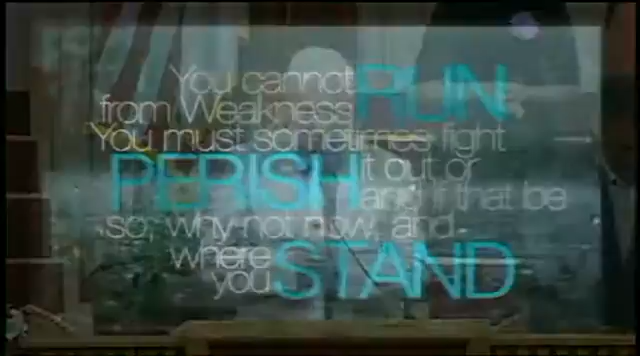 You cannot RUN
from Weakness
You must sometimes fight
PERISH it out or
and if that be
so, why not now, and
where
you STAND